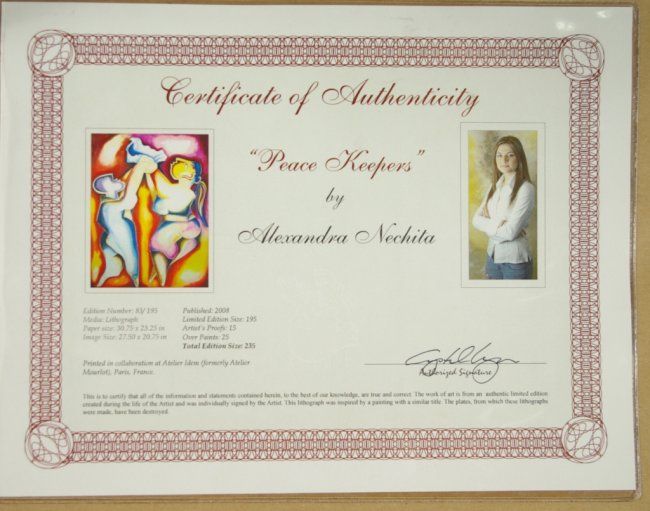 Certificate of Authenticity
"Peace Keepers"
by
Alexandra Nechita
Edition Number: 83/ 195
Media: Lithograph
Paper size: 30.75 x 23.25 in
Image Size: 27.50 x 20.75 in
Published: 2008
Limited Edition Size: 195
Artist's Proofs: 15
Over Paints: 25
Total Edition Size: 235
Printed in collaboration at Atelier Idem (formerly Atelier
Mourlot), Paris, France.
Authorized Signature
This is to certify that all of the information and statements contained herein, to the best of our knowledge, are true and correct. The work of art is from an authentic limited edition
created during the life of the Artist and was individually signed by the Artist. This lithograph was inspired by a painting with a similar title. The plates, from which these lithographs
were made, have been destroyed.